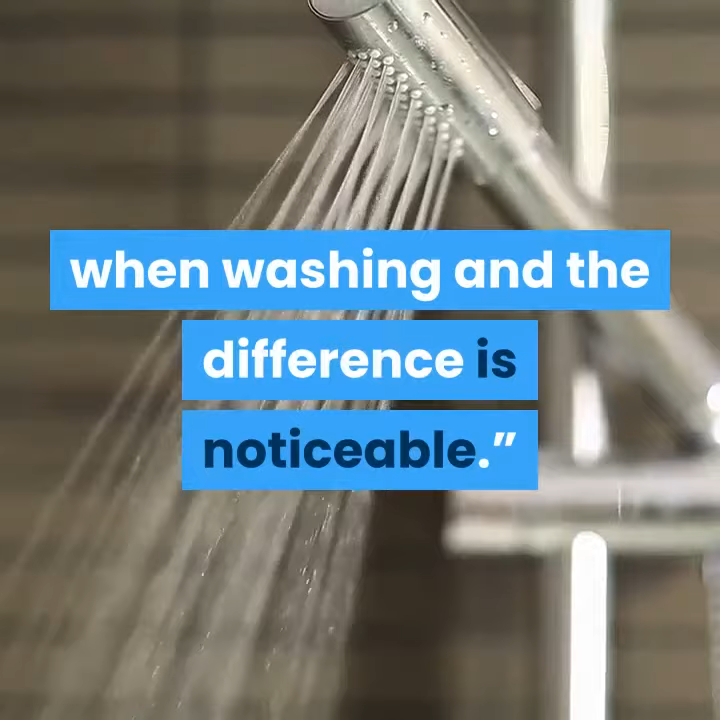 when washing and the
difference is
noticeable.”